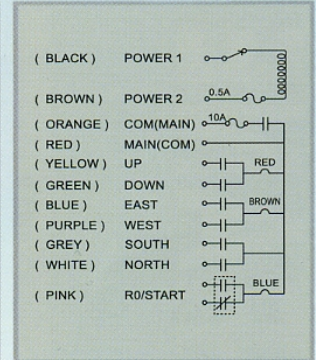 ( BLACK ) POWER 1
( BROWN ) POWER 2 0.5A
( ORANGE ) COM(MAIN) 10A
( RED ) MAIN(COM)
( YELLOW ) UP RED
( GREEN ) DOWN
( BLUE ) EAST BROWN
( PURPLE ) WEST
( GREY ) SOUTH
( WHITE ) NORTH
( PINK ) R0/START BLUE